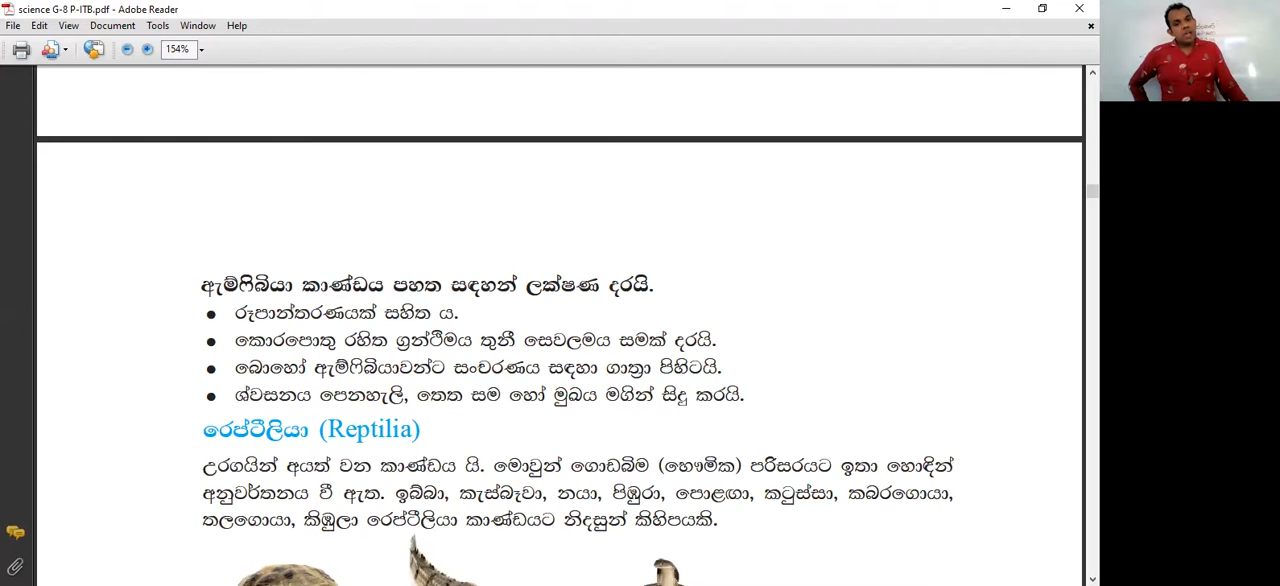 science G-8 P-ITB.pdf - Adobe Reader
File Edit View Document Tools Window Help
154%
ඇම්ෆිබියා කාණ්ඩය පහත සඳහන් ලක්ෂණ දරයි.
• රූපාන්තරණයක් සහිත ය.
• කොරපොතු රහිත ග්‍රන්ථිමය තුනී සෙවලමය සමක් දරයි.
• බොහෝ ඇම්ෆිබියාවන්ට සංචරණය සඳහා ගාත්‍රා පිහිටයි.
• ශ්වසනය පෙනහැලි, තෙත සම හෝ මුඛය මගින් සිදු කරයි.
රෙප්ටීලියා (Reptilia)
උරගයින් අයත් වන කාණ්ඩය යි. මොවුන් ගොඩබිම (භෞමික) පරිසරයට ඉතා හොඳින්
අනුවර්තනය වී ඇත. ඉබ්බා, කැස්බෑවා, නයා, පිඹුරා, පොළඟා, කටුස්සා, කබරගොයා,
තලගොයා, කිඹුලා රෙප්ටීලියා කාණ්ඩයට නිදසුන් කිහිපයකි.